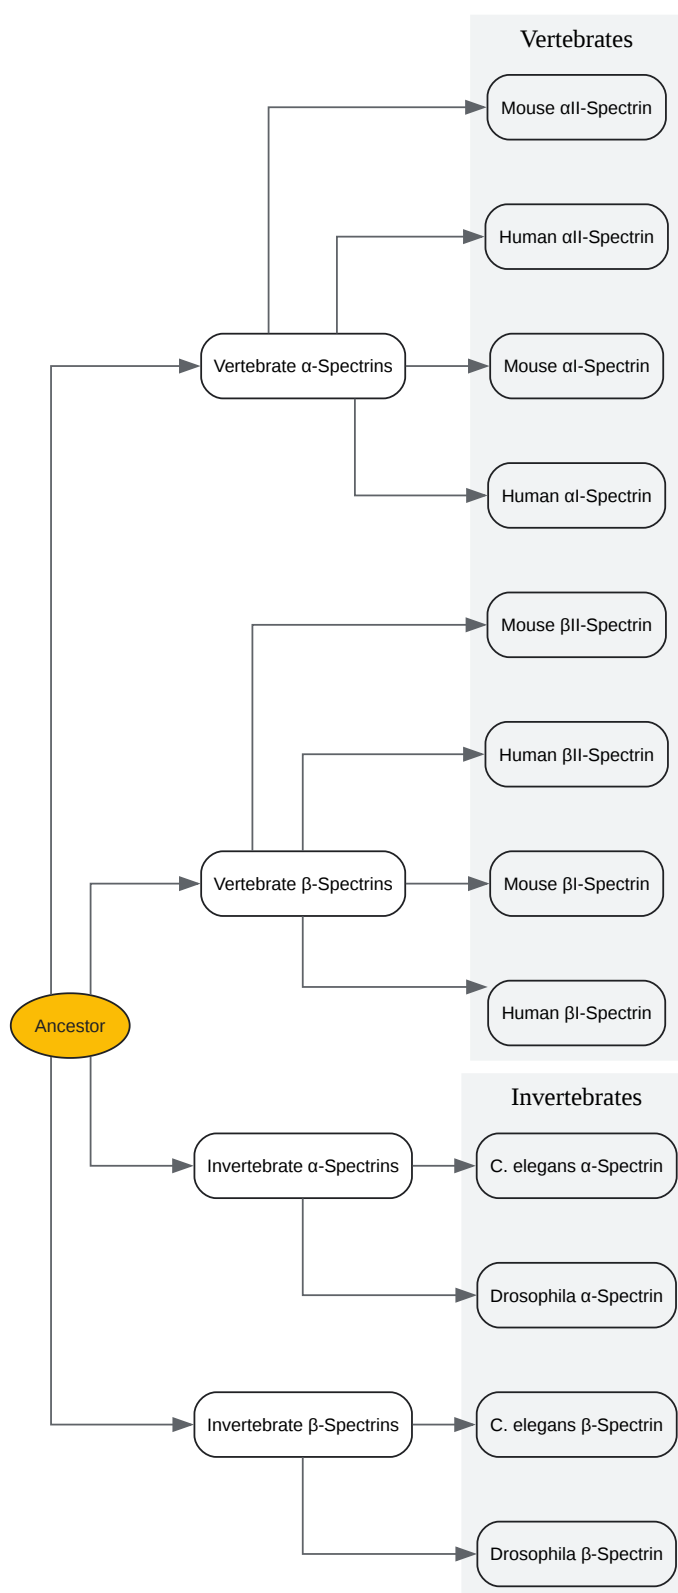 Vertebrates
Mouse αII-Spectrin
Human αII-Spectrin
Vertebrate α-Spectrins
Mouse αI-Spectrin
Human αI-Spectrin
Mouse βII-Spectrin
Human βII-Spectrin
Vertebrate β-Spectrins
Mouse βI-Spectrin
Human βI-Spectrin
Ancestor
Invertebrates
Invertebrate α-Spectrins
C. elegans α-Spectrin
Drosophila α-Spectrin
Invertebrate β-Spectrins
C. elegans β-Spectrin
Drosophila β-Spectrin